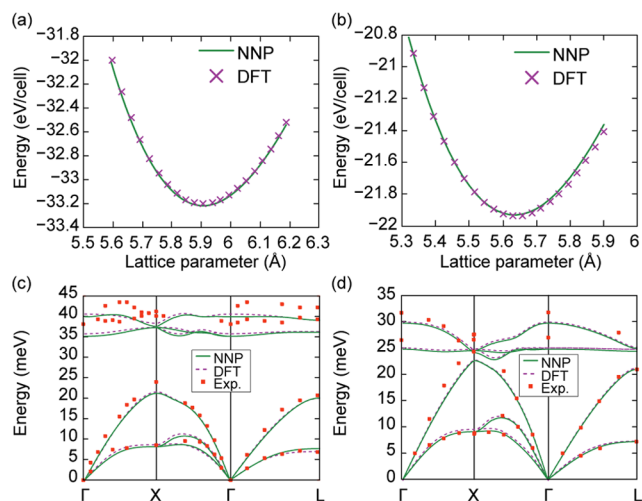 (a)
−31.8
−32
−32.2
−32.4
−32.6
−32.8
−33
−33.2
−33.4
Energy (eV/cell)
NNP
DFT
5.5 5.6 5.7 5.8 5.9 6 6.1 6.2 6.3
Lattice parameter (Å)
(b)
−20.8
−21
−21.2
−21.4
−21.6
−21.8
−22
Energy (eV/cell)
NNP
DFT
5.3 5.4 5.5 5.6 5.7 5.8 5.9 6
Lattice parameter (Å)
(c)
45
40
35
30
25
20
15
10
5
0
Energy (meV)
NNP
DFT
Exp.
Γ X Γ L
(d)
35
30
25
20
15
10
5
0
Energy (meV)
NNP
DFT
Exp.
Γ X Γ L